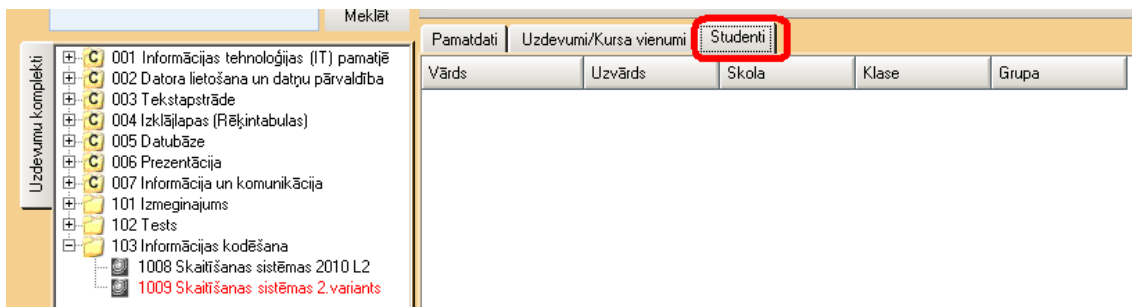 Meklēt
Pamatdati Uzdevumi/Kursa vienumi Studenti
Vārds Uzvārds Skola Klase Grupa
Uzdevumu komplekti
001 Informācijas tehnoloģijas (IT) pamatjē
002 Datora lietošana un datņu pārvaldība
003 Tekstapstrāde
004 Izklājlapas (Rēķintabulas)
005 Datubāze
006 Prezentācija
007 Informācija un komunikācija
101 Izmeginajums
102 Tests
103 Informācijas kodēšana
1008 Skaitīšanas sistēmas 2010 L2
1009 Skaitīšanas sistēmas 2.variants